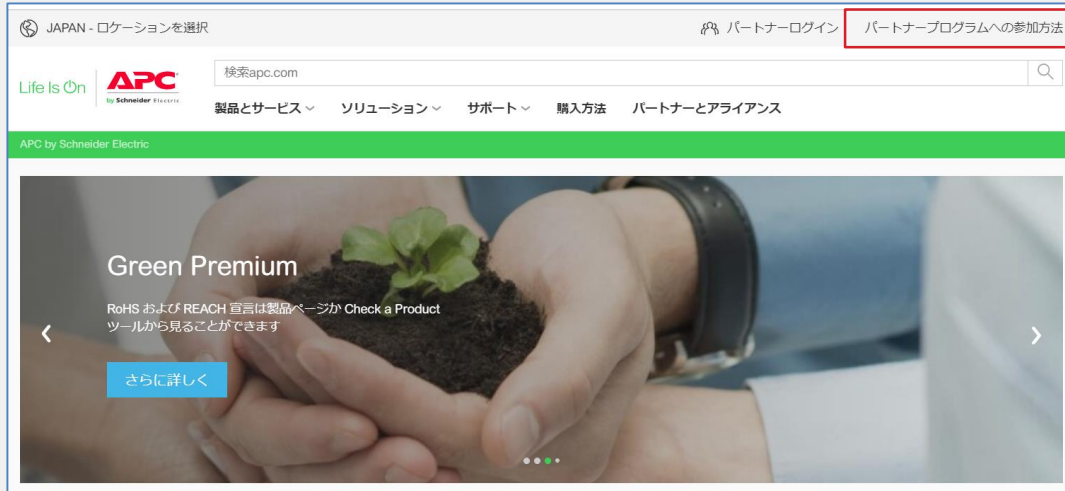 JAPAN - ロケーションを選択
パートナーログイン
パートナープログラムへの参加方法
Life Is On
APC
by Schneider Electric
検索apc.com
製品とサービス
ソリューション
サポート
購入方法
パートナーとアライアンス
APC by Schneider Electric
Green Premium
RoHS および REACH 宣言は製品ページか Check a Product
ツールから見ることができます
さらに詳しく